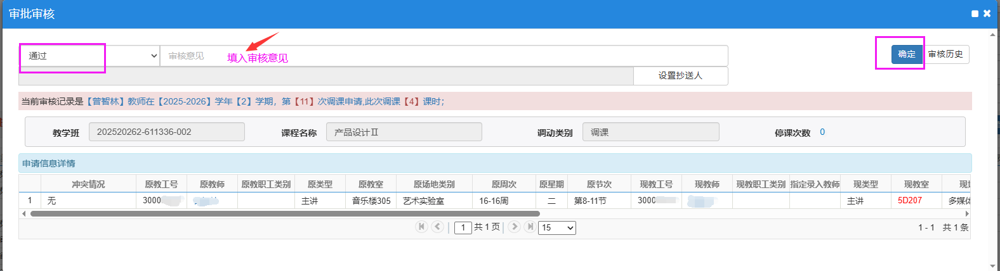 审批审核
通过
审核意见
填入审核意见
确定
审核历史
设置抄送人
当前审核记录是【曾智林】教师在【2025-2026】学年【2】学期，第【11】次调课申请,此次调课【4】课时；
教学班 202520262-611336-002 课程名称 产品设计Ⅱ 调动类别 调课 停课次数 0
申请信息详情
冲突情况 原教工号 原教师 原教职工类别 原类型 原教室 原场地类别 原周次 原星期 原节次 现教工号 现教师 现教职工类别 指定录入教师 现类型 现教室
1 无 3000 主讲 音乐楼305 艺术实验室 16-16周 二 第8-11节 3000 主讲 5D207 多媒体
1 共 1 页 15 1 - 1 共 1 条